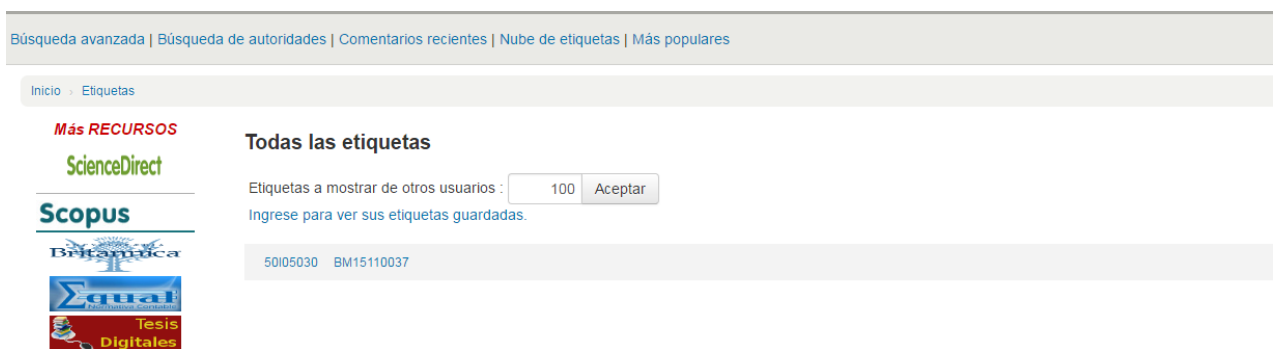 Búsqueda avanzada | Búsqueda de autoridades | Comentarios recientes | Nube de etiquetas | Más populares
Inicio › Etiquetas
Más RECURSOS
ScienceDirect
Scopus
Britannica
Equal
Normativa Contable
Tesis
Digitales
Todas las etiquetas
Etiquetas a mostrar de otros usuarios : 100 Aceptar
Ingrese para ver sus etiquetas guardadas.
50I05030 BM15110037